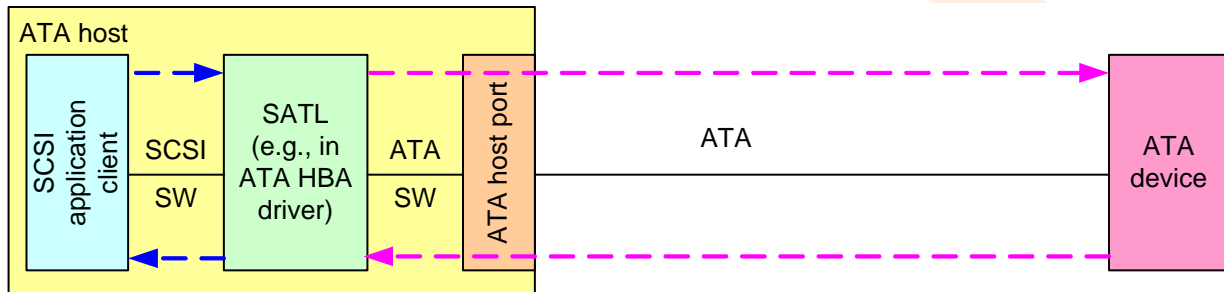 ATA host
SCSI
application
client
SCSI
SW
SATL
(e.g., in
ATA HBA
driver)
ATA
SW
ATA host port
ATA
ATA
device